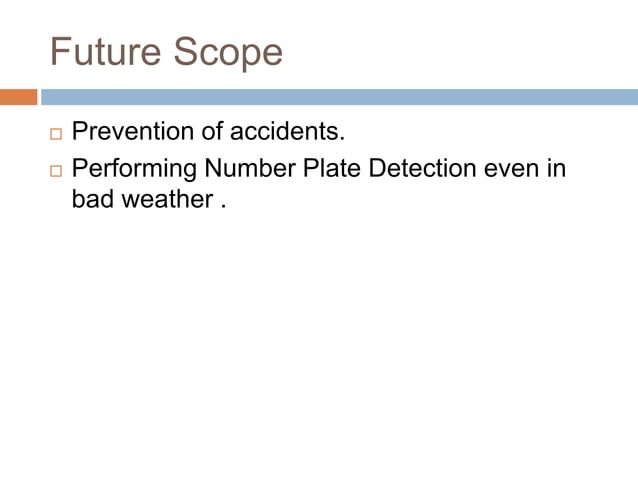 Future Scope
Prevention of accidents.
Performing Number Plate Detection even in
bad weather .